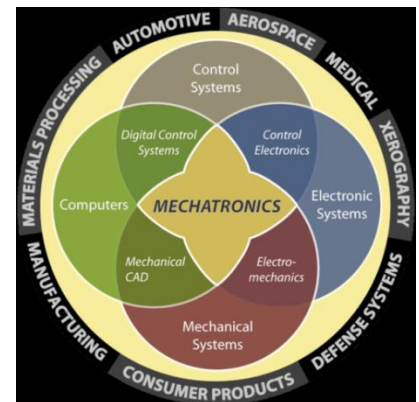 AUTOMOTIVE
AEROSPACE
MEDICAL
XEROGRAPHY
DEFENSE SYSTEMS
CONSUMER PRODUCTS
MANUFACTURING
MATERIALS PROCESSING
Control
Systems
Digital Control
Systems
Control
Electronics
Computers
MECHATRONICS
Electronic
Systems
Mechanical
CAD
Electro-
mechanics
Mechanical
Systems